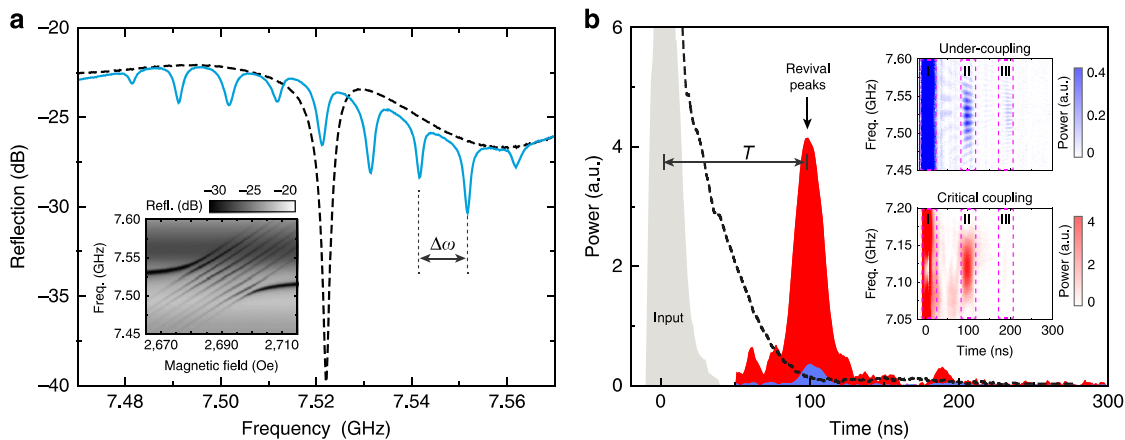 a
−20
−25
−30
−35
−40
Reflection (dB)
7.48
7.50
7.52
7.54
7.56
Frequency (GHz)
Δω
−30
−25
−20
Refl. (dB)
7.60
7.55
7.50
7.45
Freq. (GHz)
2,670
2,690
2,710
Magnetic field (Oe)
b
6
4
2
0
Power (a.u.)
0
100
200
300
Time (ns)
Input
T
Revival
peaks
Under-coupling
7.60
7.55
7.50
7.45
Freq. (GHz)
I
II
III
0.4
0.2
0
Power (a.u.)
Critical coupling
7.20
7.15
7.10
7.05
Freq. (GHz)
I
II
III
4
2
0
Power (a.u.)
0
100
200
300
Time (ns)